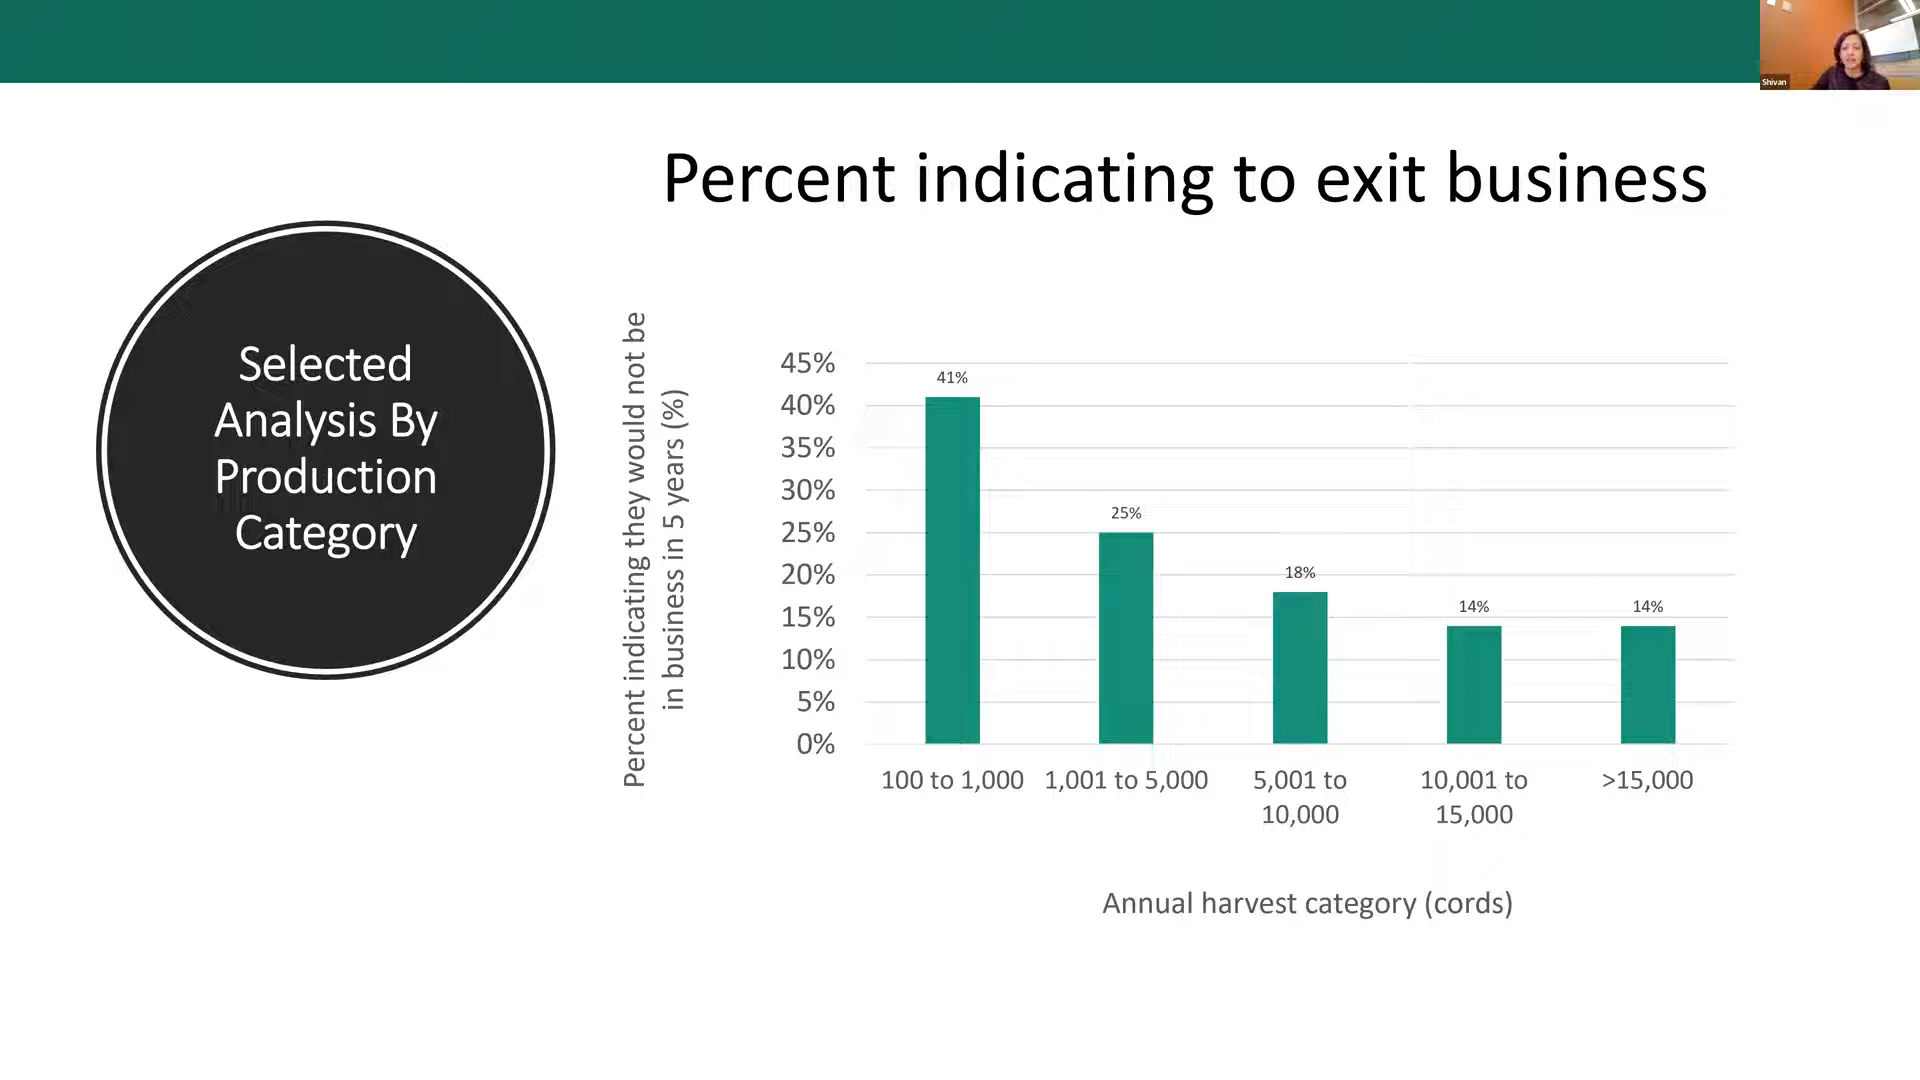 Shivan
Percent indicating to exit business
Selected
Analysis By
Production
Category
Percent indicating they would not be
in business in 5 years (%)
45%
40%
35%
30%
25%
20%
15%
10%
5%
0%
41%
25%
18%
14%
14%
100 to 1,000
1,001 to 5,000
5,001 to
10,000
10,001 to
15,000
>15,000
Annual harvest category (cords)